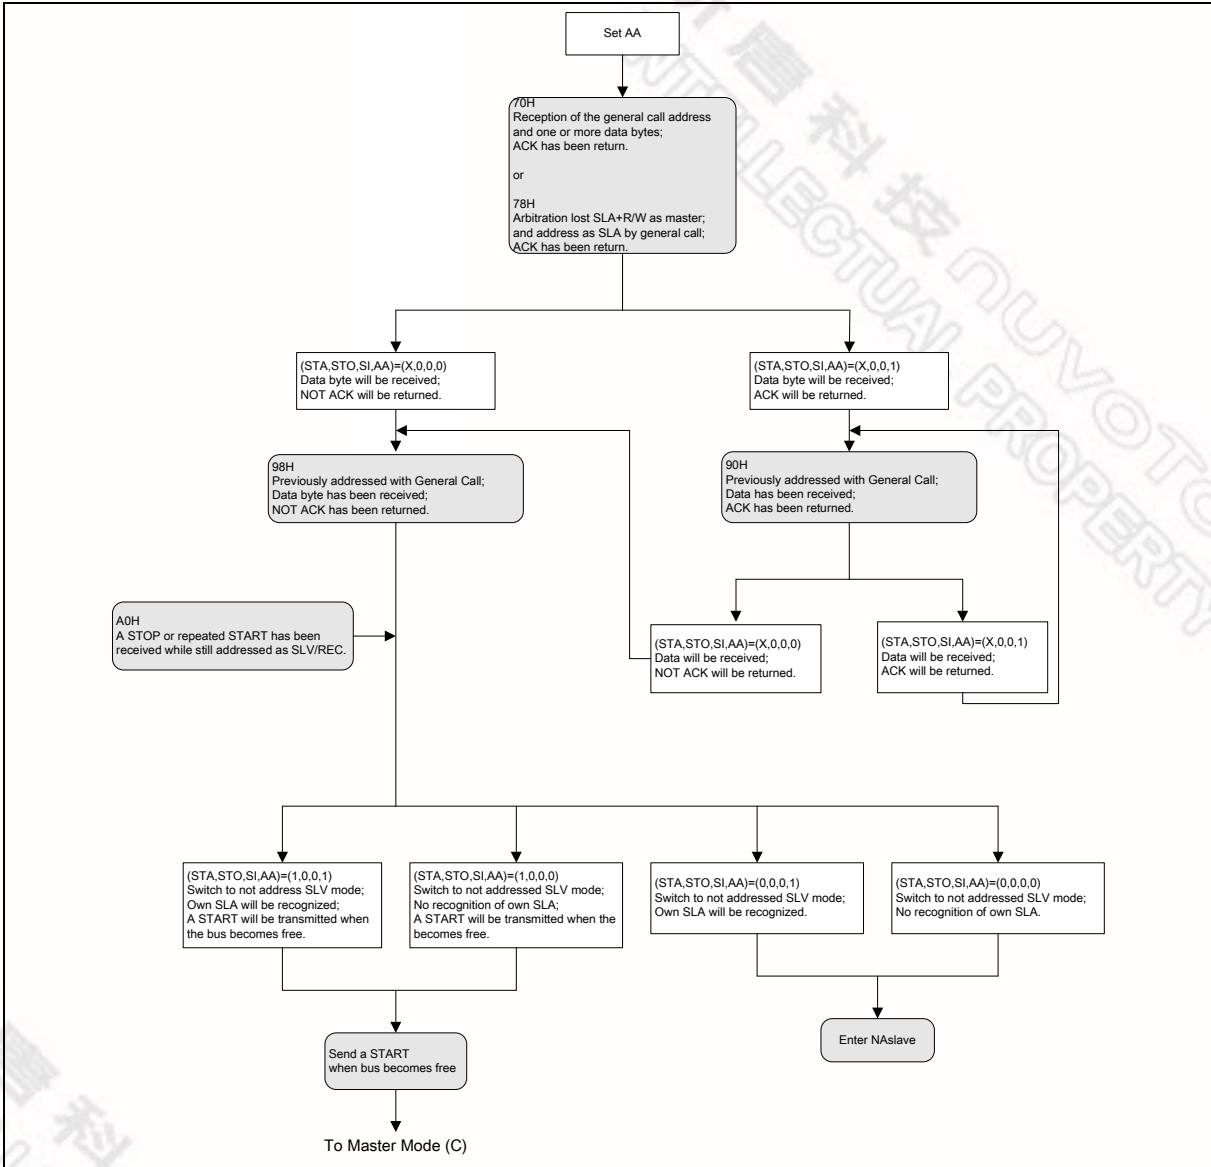 Set AA
70H
Reception of the general call address
and one or more data bytes;
ACK has been return.
or
78H
Arbitration lost SLA+R/W as master;
and address as SLA by general call;
ACK has been return.
(STA,STO,SI,AA)=(X,0,0,0)
Data byte will be received;
NOT ACK will be returned.
(STA,STO,SI,AA)=(X,0,0,1)
Data byte will be received;
ACK will be returned.
98H
Previously addressed with General Call;
Data byte has been received;
NOT ACK has been returned.
90H
Previously addressed with General Call;
Data has been received;
ACK has been returned.
A0H
A STOP or repeated START has been
received while still addressed as SLV/REC.
(STA,STO,SI,AA)=(X,0,0,0)
Data will be received;
NOT ACK will be returned.
(STA,STO,SI,AA)=(X,0,0,1)
Data will be received;
ACK will be returned.
(STA,STO,SI,AA)=(1,0,0,1)
Switch to not address SLV mode;
Own SLA will be recognized;
A START will be transmitted when
the bus becomes free.
(STA,STO,SI,AA)=(1,0,0,0)
Switch to not addressed SLV mode;
No recognition of own SLA;
A START will be transmitted when the
becomes free.
(STA,STO,SI,AA)=(0,0,0,1)
Switch to not addressed SLV mode;
Own SLA will be recognized.
(STA,STO,SI,AA)=(0,0,0,0)
Switch to not addressed SLV mode;
No recognition of own SLA.
Send a START
when bus becomes free
Enter NAslave
To Master Mode (C)
唐科技 nuvoTo
INTELLECTUAL PROPERTY
唐科